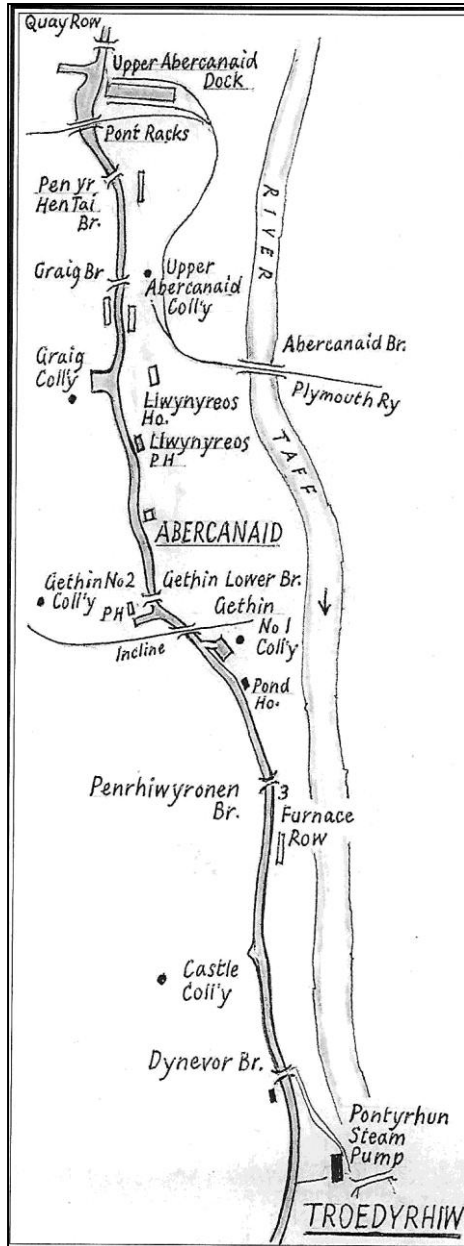 Quay Row
Upper Abercanaid
Dock
Pont Racks
Pen Yr
Hen Tai
Br.
RIVER
Graig Br
Upper
Abercanaid
Coll'y
Abercanaid Br.
Graig
Coll'y
Plymouth Ry
Llwynyreos
Ho.
Llwynyreos
PH
TAFF
ABERCANAID
Gethin No 2
Coll'y
Gethin Lower Br.
PH
Gethin
No 1
Coll'y
Incline
Pond
Ho.
Penrhiwyronen
Br.
3
Furnace
Row
Castle
Coll'y
Dynevor Br.
Pontyrhun
Steam
Pump
TROEDYRHIW